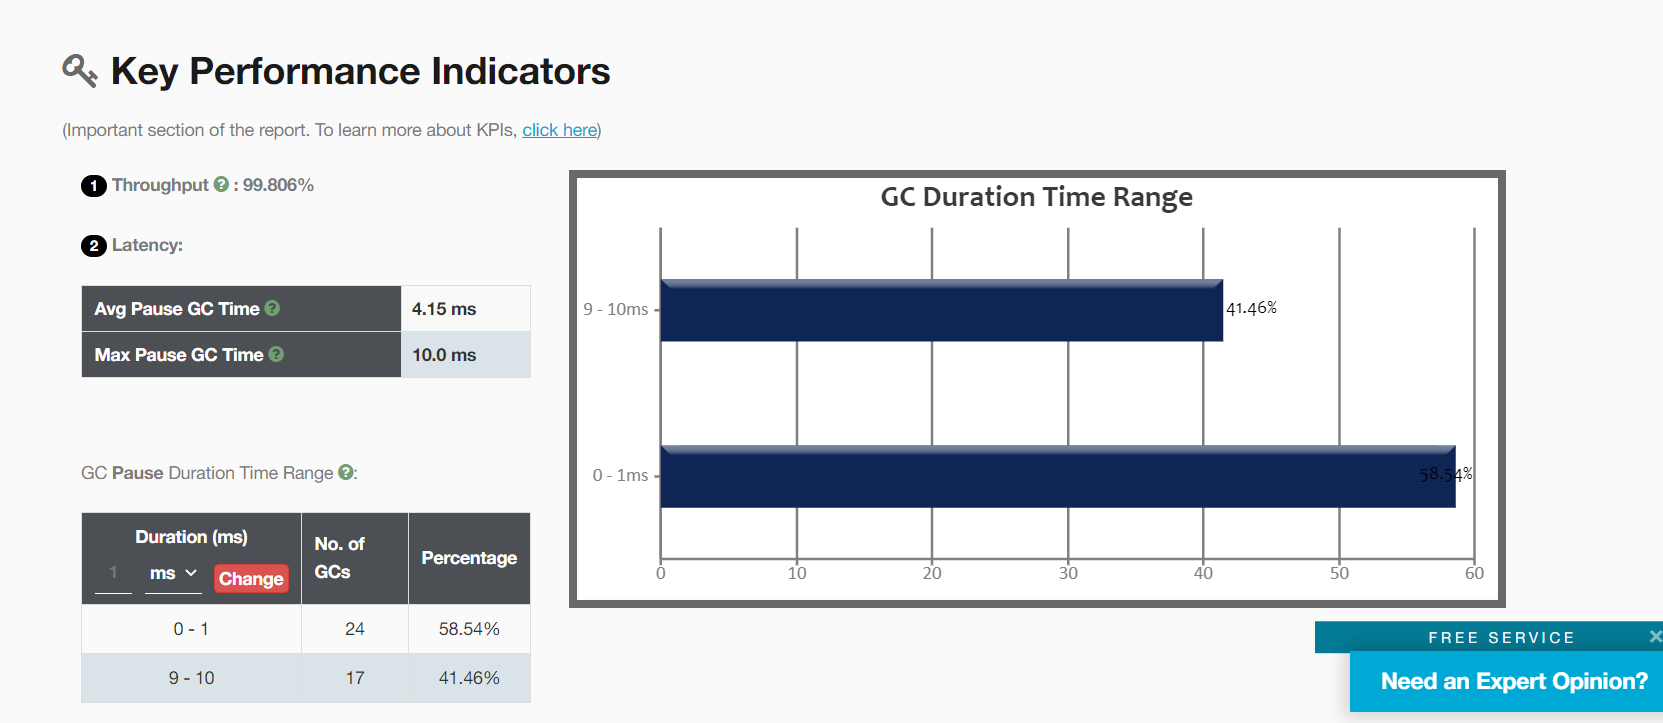 Key Performance Indicators
(Important section of the report. To learn more about KPIs, click here)
1 Throughput ? : 99.806%
2 Latency:
Avg Pause GC Time ? 4.15 ms
Max Pause GC Time ? 10.0 ms
GC Pause Duration Time Range ?:
Duration (ms)
1 ms Change
No. of
GCs
Percentage
0 - 1 24 58.54%
9 - 10 17 41.46%
GC Duration Time Range
9 - 10ms 41.46%
0 - 1ms 58.54%
0 10 20 30 40 50 60
FREE SERVICE ×
Need an Expert Opinion?